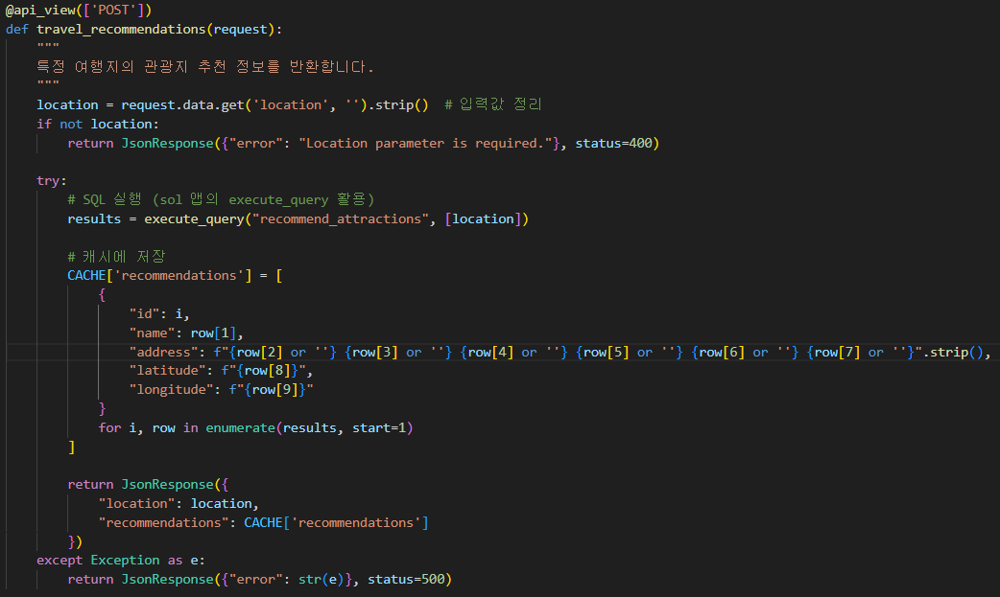 @api_view(['POST'])
def travel_recommendations(request):
    """
    특정 여행지의 관광지 추천 정보를 반환합니다.
    """
    location = request.data.get('location', '').strip()  # 입력값 정리
    if not location:
        return JsonResponse({"error": "Location parameter is required."}, status=400)

    try:
        # SQL 실행 (sol 앱의 execute_query 활용)
        results = execute_query("recommend_attractions", [location])

        # 캐시에 저장
        CACHE['recommendations'] = [
            {
                "id": i,
                "name": row[1],
                "address": f"{row[2] or ''} {row[3] or ''} {row[4] or ''} {row[5] or ''} {row[6] or ''} {row[7] or ''}".strip(),
                "latitude": f"{row[8]}",
                "longitude": f"{row[9]}"
            }
            for i, row in enumerate(results, start=1)
        ]

        return JsonResponse({
            "location": location,
            "recommendations": CACHE['recommendations']
        })
    except Exception as e:
        return JsonResponse({"error": str(e)}, status=500)